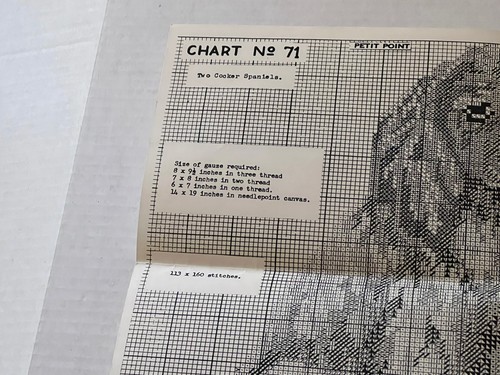 CHART Nº 71
PETIT POINT
Two Cocker Spaniels.
Size of gauze required:
8 x 9½ inches in three thread
7 x 8 inches in two thread
6 x 7 inches in one thread.
14 x 19 inches in needlepoint canvas.
113 x 160 stitches.